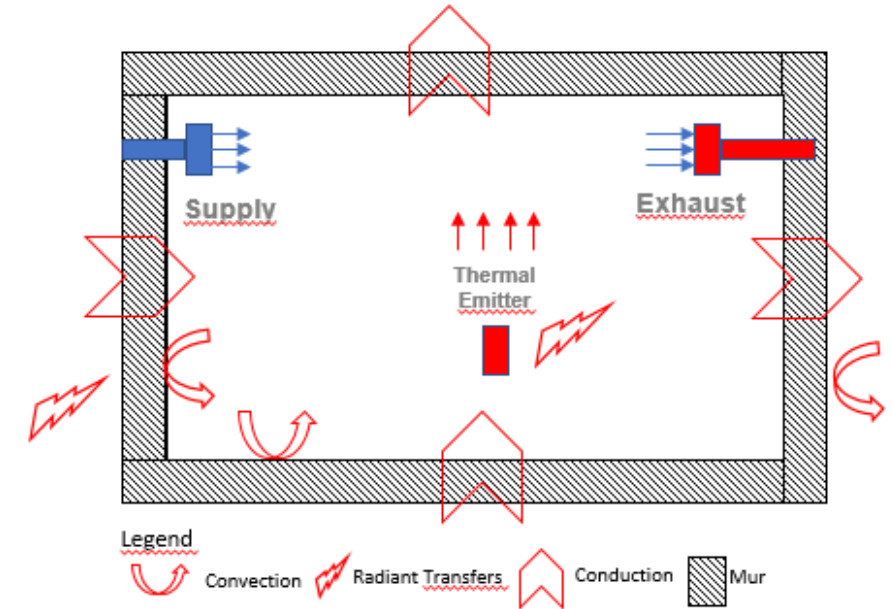 Supply
Exhaust
Thermal
Emitter
Legend
Convection
Radiant Transfers
Conduction
Mur